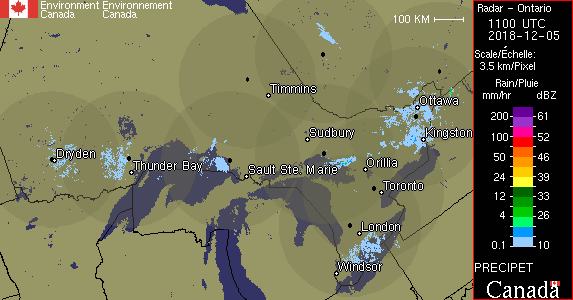 Environment Environnement
Canada Canada
100 KM
Timmins
Ottawa
Sudbury
Kingston
Dryden
Thunder Bay
Sault Ste. Marie
Orillia
Toronto
London
Windsor
Radar - Ontario
1100 UTC
2018-12-05
Scale/Échelle:
3.5 km/Pixel
Rain/Pluie
mm/hr dBZ
200 61
100 52
50 46
24 39
12 33
4 26
0.1 10
PRECIPET
Canada